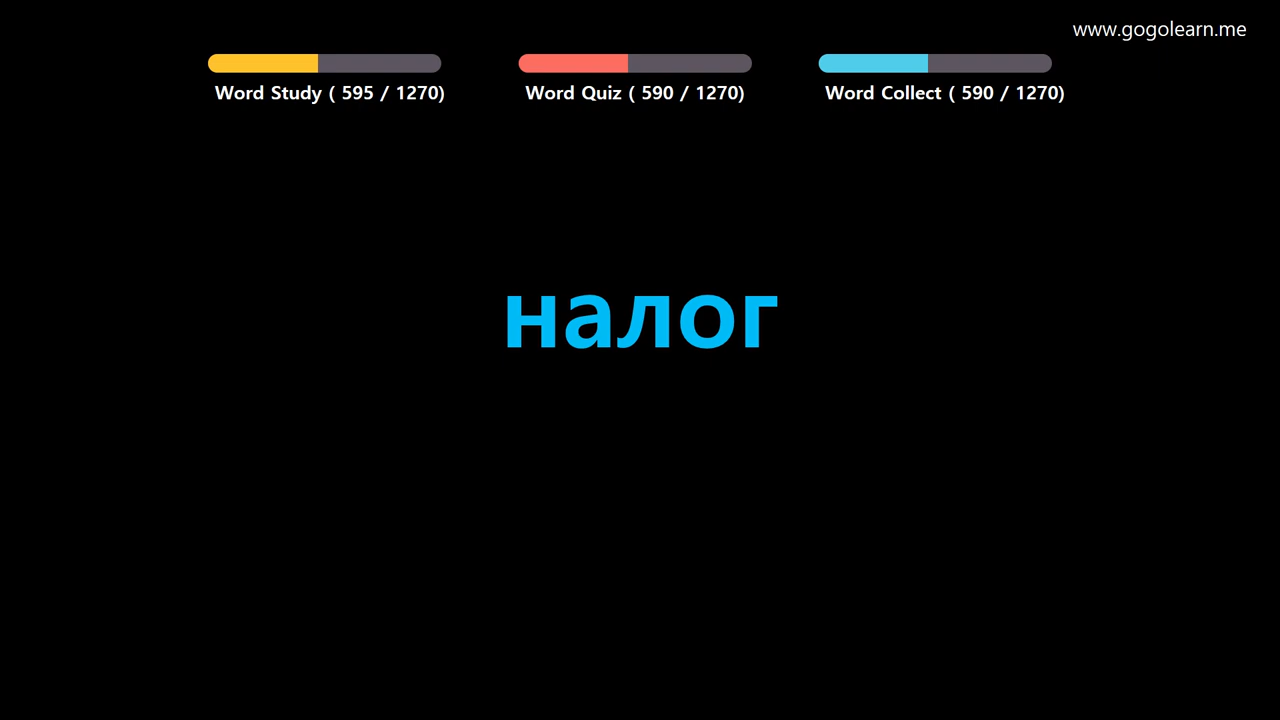 www.gogolearn.me
Word Study ( 595 / 1270)
Word Quiz ( 590 / 1270)
Word Collect ( 590 / 1270)
налог